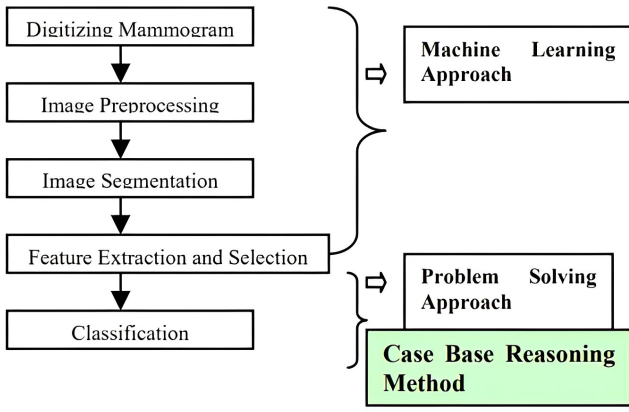 Digitizing Mammogram
Image Preprocessing
Image Segmentation
Feature Extraction and Selection
Classification
Machine Learning
Approach
Problem Solving
Approach
Case Base Reasoning
Method